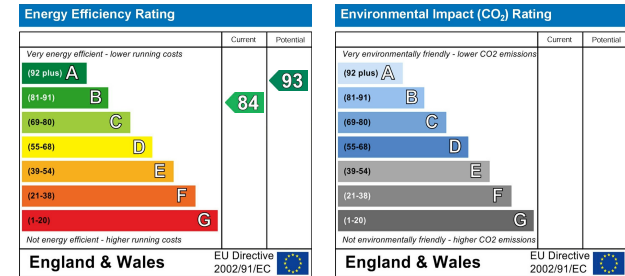 Energy Efficiency Rating
Current Potential
Very energy efficient - lower running costs
(92 plus) A
93
(81-91) B
84
(69-80) C
(55-68) D
(39-54) E
(21-38) F
(1-20) G
Not energy efficient - higher running costs
England & Wales
EU Directive
2002/91/EC
Environmental Impact (CO₂) Rating
Current Potential
Very environmentally friendly - lower CO2 emissions
(92 plus) A
(81-91) B
(69-80) C
(55-68) D
(39-54) E
(21-38) F
(1-20) G
Not environmentally friendly - higher CO2 emissions
England & Wales
EU Directive
2002/91/EC